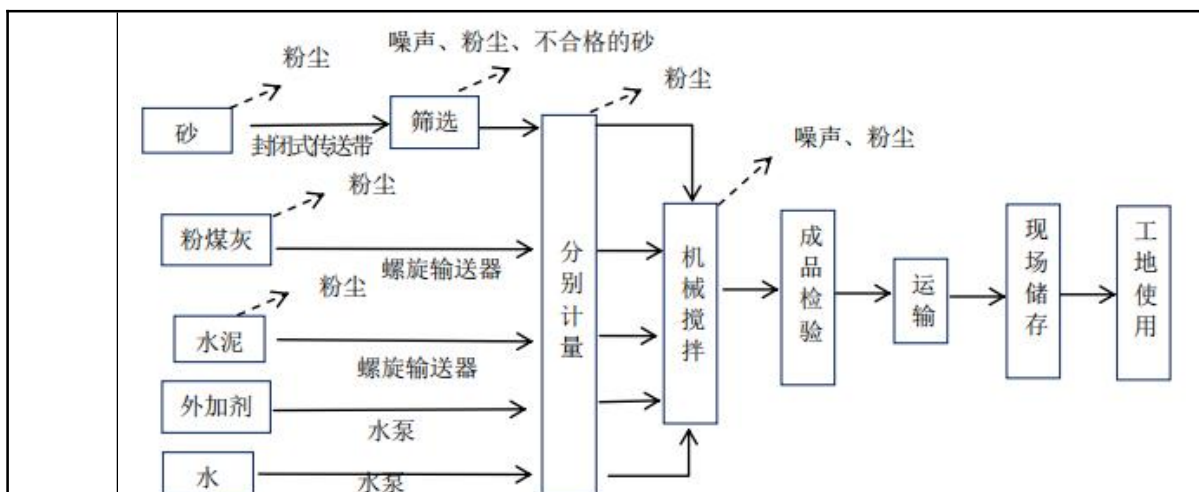 噪声、粉尘、不合格的砂
粉尘
粉尘
砂
封闭式传送带
筛选
噪声、粉尘
粉尘
粉煤灰
螺旋输送器
粉尘
水泥
螺旋输送器
外加剂
水泵
水
水泵
分别计量
机械搅拌
成品检验
运输
现场储存
工地使用